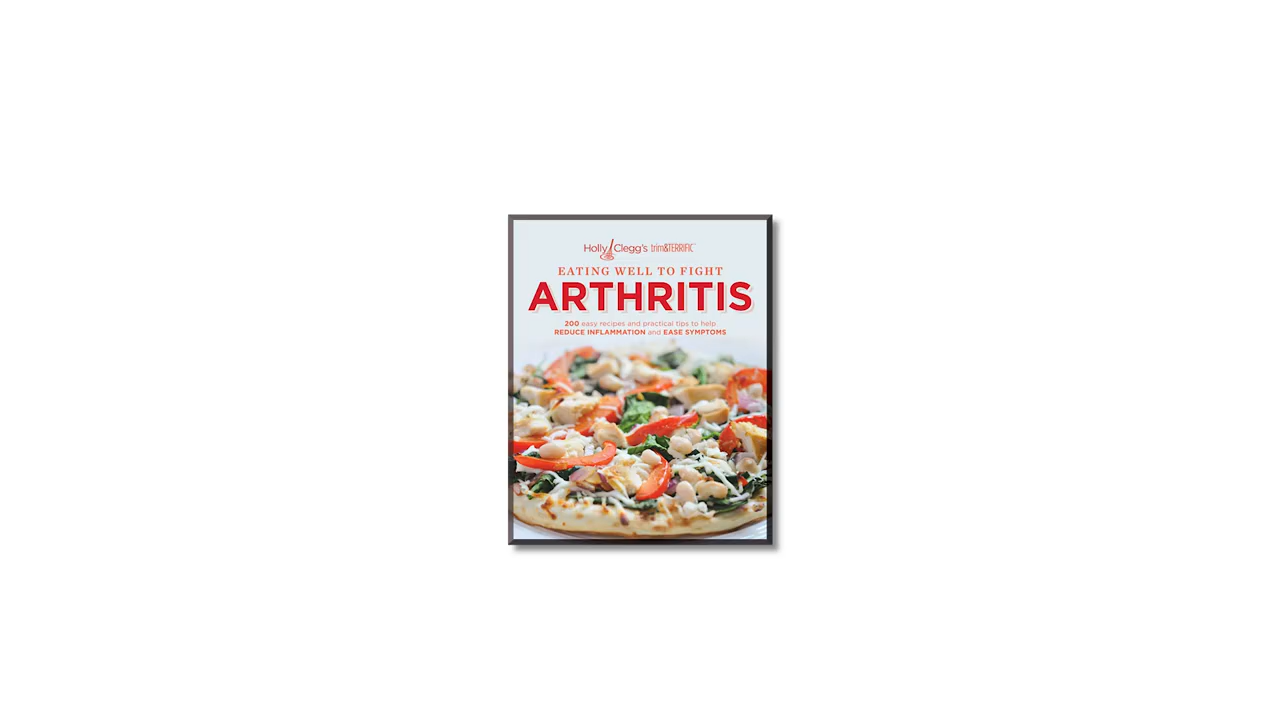 Holly Clegg's trim&TERRIFIC™
EATING WELL TO FIGHT
ARTHRITIS
200 easy recipes and practical tips to help
REDUCE INFLAMMATION and EASE SYMPTOMS